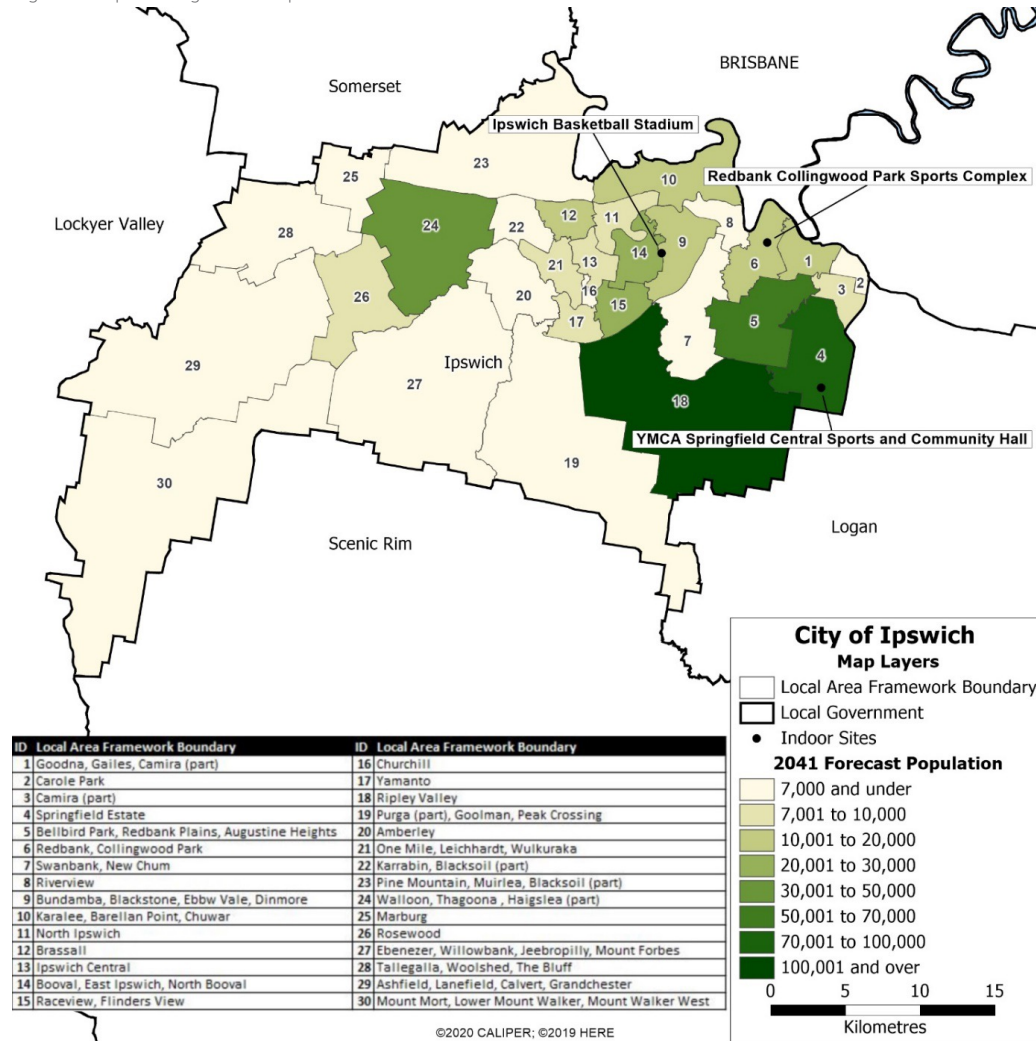 Somerset
BRISBANE
Ipswich Basketball Stadium
23
10
Redbank Collingwood Park Sports Complex
25
Lockyer Valley
28
24
22
12
11
8
9
14
13
21
6
1
2
3
26
20
16
15
17
5
4
7
29
27
Ipswich
18
YMCA Springfield Central Sports and Community Hall
30
19
Logan
Scenic Rim
City of Ipswich
Map Layers
Local Area Framework Boundary
Local Government
Indoor Sites
2041 Forecast Population
7,000 and under
7,001 to 10,000
10,001 to 20,000
20,001 to 30,000
30,001 to 50,000
50,001 to 70,000
70,001 to 100,000
100,001 and over
0 5 10 15
Kilometres
ID Local Area Framework Boundary ID Local Area Framework Boundary
1 Goodna, Gailes, Camira (part) 16 Churchill
2 Carole Park 17 Yamanto
3 Camira (part) 18 Ripley Valley
4 Springfield Estate 19 Purga (part), Goolman, Peak Crossing
5 Bellbird Park, Redbank Plains, Augustine Heights 20 Amberley
6 Redbank, Collingwood Park 21 One Mile, Leichhardt, Wulkuraka
7 Swanbank, New Chum 22 Karrabin, Blacksoil (part)
8 Riverview 23 Pine Mountain, Muirlea, Blacksoil (part)
9 Bundamba, Blackstone, Ebbw Vale, Dinmore 24 Walloon, Thagoona , Haigslea (part)
10 Karalee, Barellan Point, Chuwar 25 Marburg
11 North Ipswich 26 Rosewood
12 Brassall 27 Ebenezer, Willowbank, Jeebropilly, Mount Forbes
13 Ipswich Central 28 Tallegalla, Woolshed, The Bluff
14 Booval, East Ipswich, North Booval 29 Ashfield, Lanefield, Calvert, Grandchester
15 Raceview, Flinders View 30 Mount Mort, Lower Mount Walker, Mount Walker West
©2020 CALIPER; ©2019 HERE